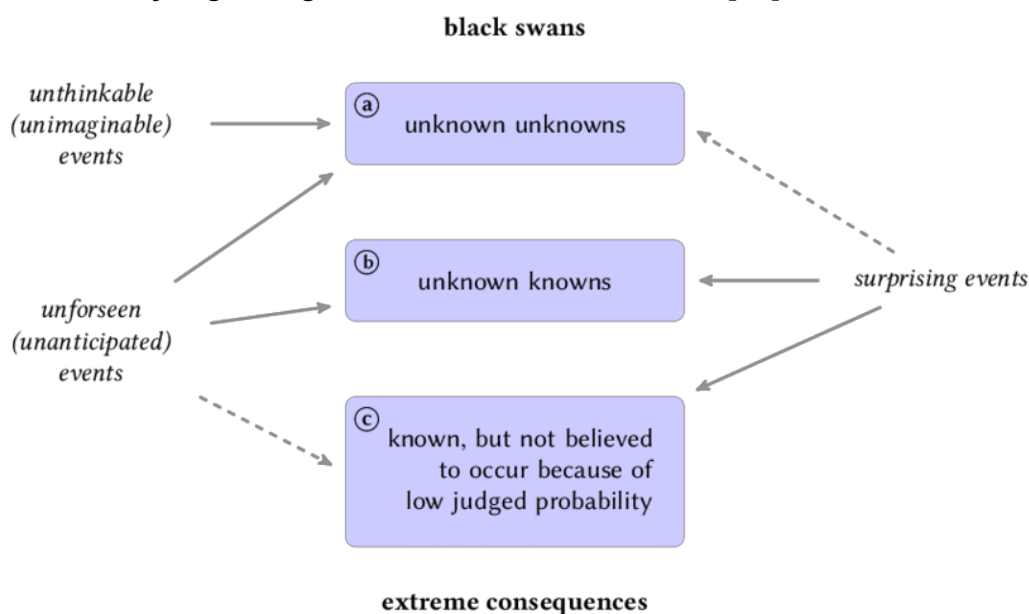 black swans
unthinkable
(unimaginable)
events
ⓐ
unknown unknowns
ⓑ
unknown knowns
surprising events
unforseen
(unanticipated)
events
ⓒ
known, but not believed
to occur because of
low judged probability
extreme consequences